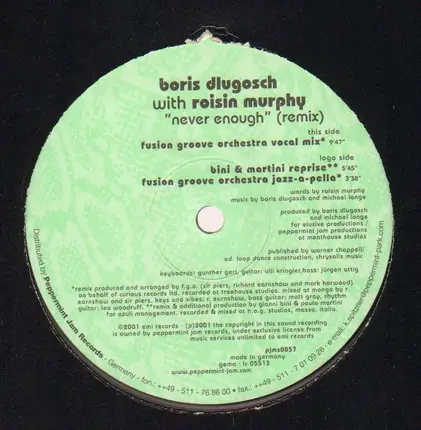 boris dlugosch
with roisin murphy
"never enough" (remix)
this side
fusion groove orchestra vocal mix* 9'47"
logo side
bini & martini reprise** 5'45"
fusion groove orchestra jazz-a-pella* 3'38"
words by roisin murphy
music by boris dlugosch and michael lange
produced by boris dlugosch
and michael lange
for elusive productions /
peppermint jam productions
at meathouse studios
published by warner chappell/
ed. loop dance constrution, chrysalis music
keyboards: gunther gerl, guitar: ulli kringler, bass: jürgen attig
*remix produced and arranged by f.g.o. (sir piers, richard earnshaw and mark horwood)
on behalf of curious records ltd. recorded at treehouse studios. mixed at mongo by r.
earnshaw and sir piers. keys and vibes: r. earnshaw, bass guitar: matt gray, rhythm
guitar: leo woodruff. **remix & additional production by gianni bini & paolo martini
for azuli management. recorded & mixed at h.o.g. studios, massa, italia.
©2001 emi records · (p)2001 the copyright in this sound recording
is owned by peppermint jam records, under exclusive license from
music services unlimited to emi records
pjms0057
made in germany
gema · lc 05513
www.peppermint-jam.com
Distributed by Peppermint Jam Records - Germany - fon.: ++49 - 511 - 76 86 00 - fax.: ++49 - 511 - 7 01 09 26 - e-mail: k.spitzner@peppermint-park.com